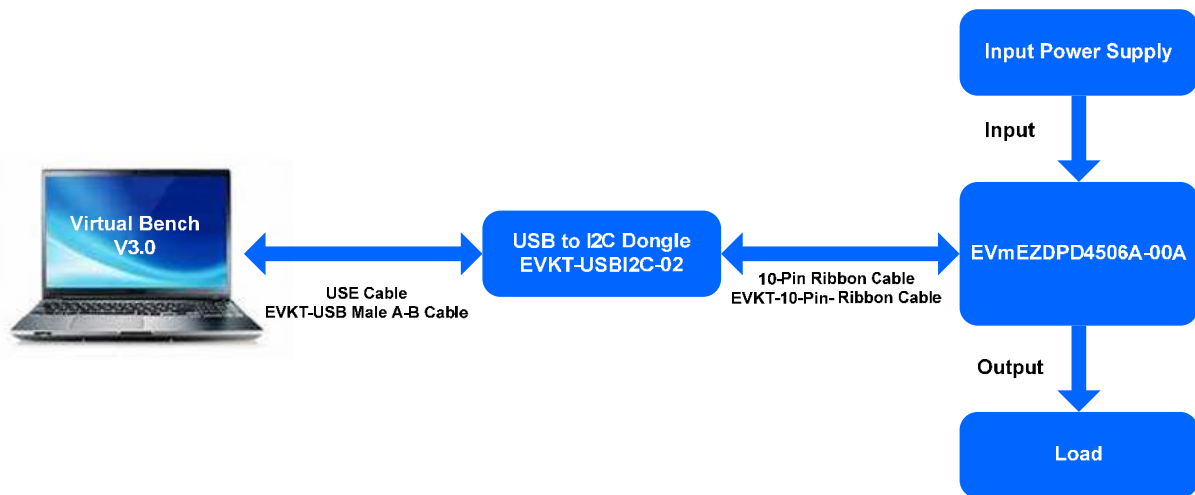 Input Power Supply
Input
Virtual Bench
V3.0
USB to I2C Dongle
EVKT-USBI2C-02
EVmEZDPD4506A-00A
USE Cable
EVKT-USB Male A-B Cable
10-Pin Ribbon Cable
EVKT-10-Pin- Ribbon Cable
Output
Load